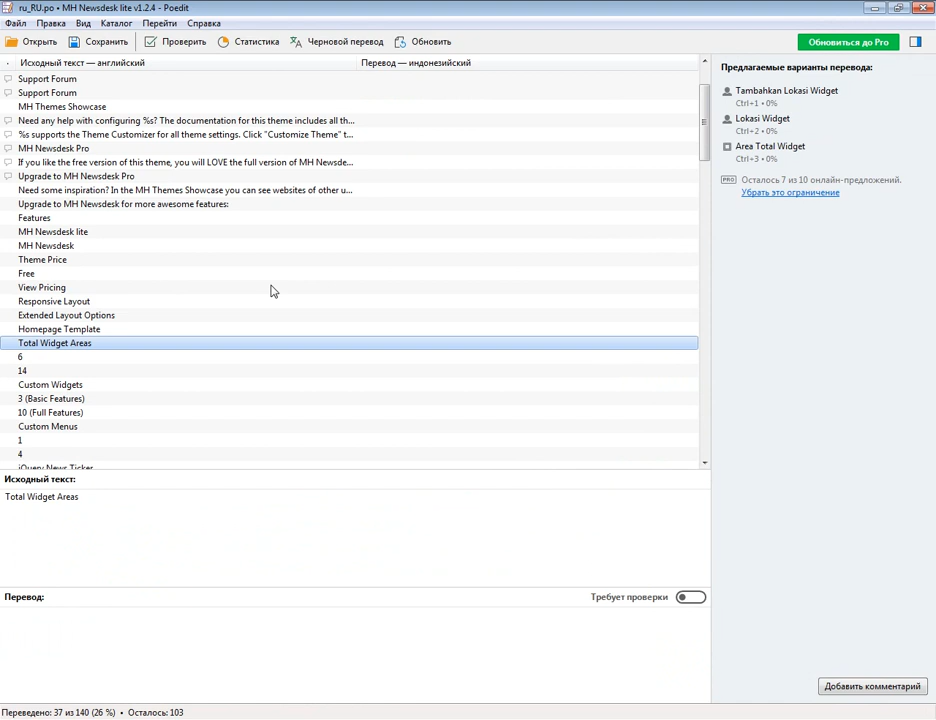 ru_RU.po • MH Newsdesk lite v1.2.4 - Poedit
Файл Правка Вид Каталог Перейти Справка
Открыть Сохранить Проверить Статистика Черновой перевод Обновить Обновиться до Pro
Исходный текст — английский Перевод — индонезийский
Support Forum
Support Forum
MH Themes Showcase
Need any help with configuring %s? The documentation for this theme includes all th...
%s supports the Theme Customizer for all theme settings. Click "Customize Theme" t...
MH Newsdesk Pro
If you like the free version of this theme, you will LOVE the full version of MH Newsde...
Upgrade to MH Newsdesk Pro
Need some inspiration? In the MH Themes Showcase you can see websites of other u...
Upgrade to MH Newsdesk for more awesome features:
Features
MH Newsdesk lite
MH Newsdesk
Theme Price
Free
View Pricing
Responsive Layout
Extended Layout Options
Homepage Template
Total Widget Areas
6
14
Custom Widgets
3 (Basic Features)
10 (Full Features)
Custom Menus
1
4
jQuery News Ticker
Исходный текст:
Total Widget Areas
Перевод: Требует проверки
Предлагаемые варианты перевода:
Tambahkan Lokasi Widget
Ctrl+1 • 0%
Lokasi Widget
Ctrl+2 • 0%
Area Total Widget
Ctrl+3 • 0%
PRO Осталось 7 из 10 онлайн-предложений.
Убрать это ограничение
Добавить комментарий
Переведено: 37 из 140 (26 %) • Осталось: 103